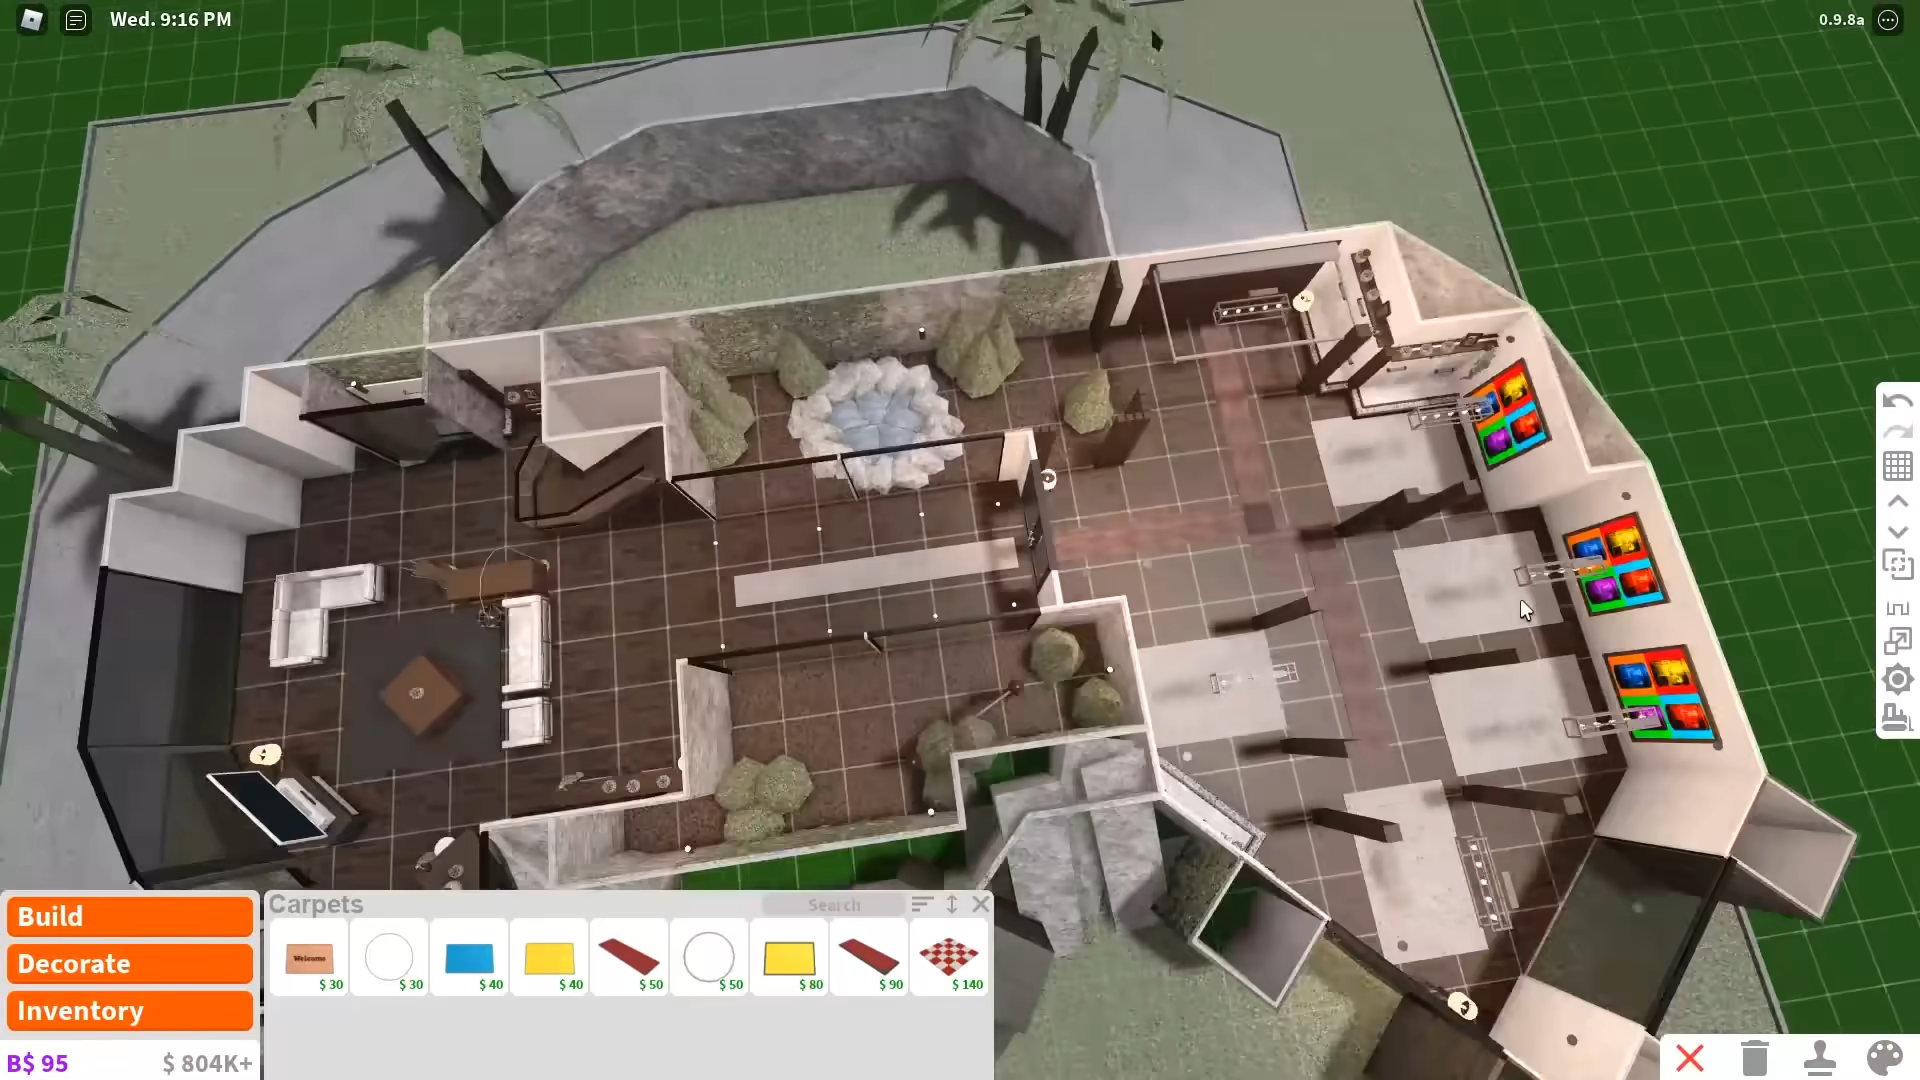 Wed. 9:16 PM
0.9.8a
Build
Decorate
Inventory
B$ 95
$ 804K+
Carpets
Search
Welcome
$ 30
$ 30
$ 40
$ 40
$ 50
$ 50
$ 80
$ 90
$ 140